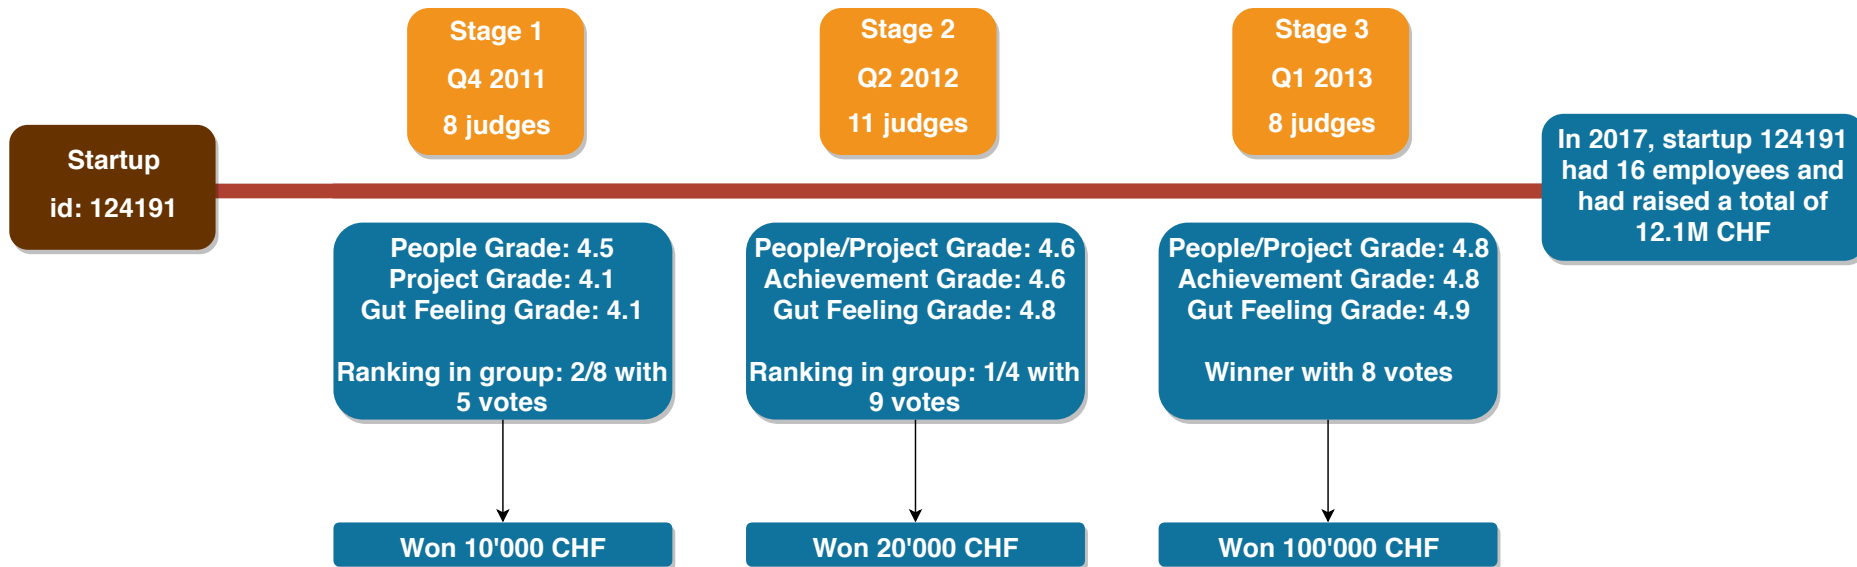 Startup
id: 124191
Stage 1
Q4 2011
8 judges
People Grade: 4.5
Project Grade: 4.1
Gut Feeling Grade: 4.1
Ranking in group: 2/8 with
5 votes
Won 10'000 CHF
Stage 2
Q2 2012
11 judges
People/Project Grade: 4.6
Achievement Grade: 4.6
Gut Feeling Grade: 4.8
Ranking in group: 1/4 with
9 votes
Won 20'000 CHF
Stage 3
Q1 2013
8 judges
People/Project Grade: 4.8
Achievement Grade: 4.8
Gut Feeling Grade: 4.9
Winner with 8 votes
Won 100'000 CHF
In 2017, startup 124191
had 16 employees and
had raised a total of
12.1M CHF